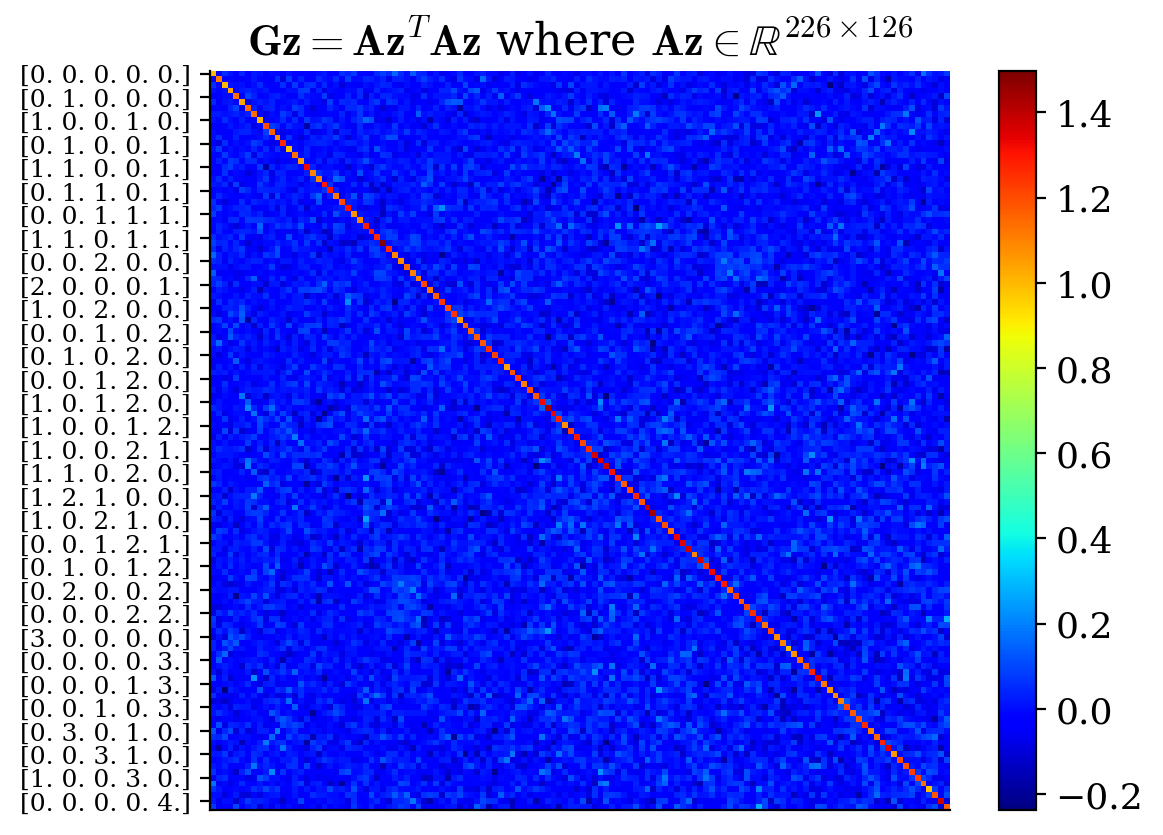 Gz = Az^T Az where Az ∈ ℝ^{226 × 126}
[0. 0. 0. 0. 0.]
[0. 1. 0. 0. 0.]
[1. 0. 0. 1. 0.]
[0. 1. 0. 0. 1.]
[1. 1. 0. 0. 1.]
[0. 1. 1. 0. 1.]
[0. 0. 1. 1. 1.]
[1. 1. 0. 1. 1.]
[0. 0. 2. 0. 0.]
[2. 0. 0. 0. 1.]
[1. 0. 2. 0. 0.]
[0. 0. 1. 0. 2.]
[0. 1. 0. 2. 0.]
[0. 0. 1. 2. 0.]
[1. 0. 1. 2. 0.]
[1. 0. 0. 1. 2.]
[1. 0. 0. 2. 1.]
[1. 1. 0. 2. 0.]
[1. 2. 1. 0. 0.]
[1. 0. 2. 1. 0.]
[0. 0. 1. 2. 1.]
[0. 1. 0. 1. 2.]
[0. 2. 0. 0. 2.]
[0. 0. 0. 2. 2.]
[3. 0. 0. 0. 0.]
[0. 0. 0. 0. 3.]
[0. 0. 0. 1. 3.]
[0. 0. 1. 0. 3.]
[0. 3. 0. 1. 0.]
[0. 0. 3. 1. 0.]
[1. 0. 0. 3. 0.]
[0. 0. 0. 0. 4.]
1.4
1.2
1.0
0.8
0.6
0.4
0.2
0.0
−0.2